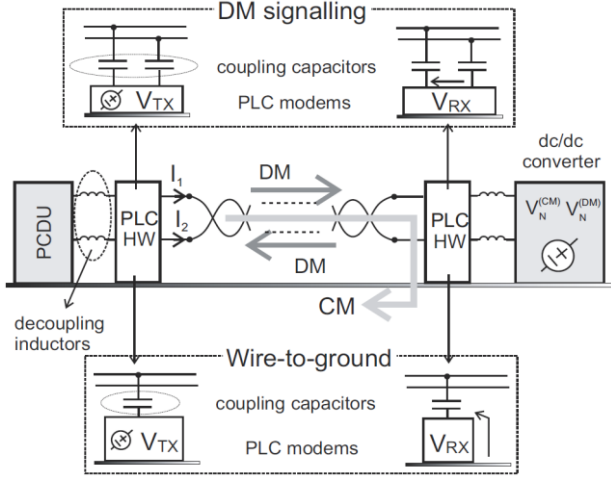 DM signalling
coupling capacitors
V_TX
PLC modems
V_RX
dc/dc
converter
I_1
DM
PCDU
PLC
HW
I_2
PLC
HW
V_N^(CM) V_N^(DM)
DM
CM
decoupling
inductors
Wire-to-ground
coupling capacitors
V_TX
PLC modems
V_RX